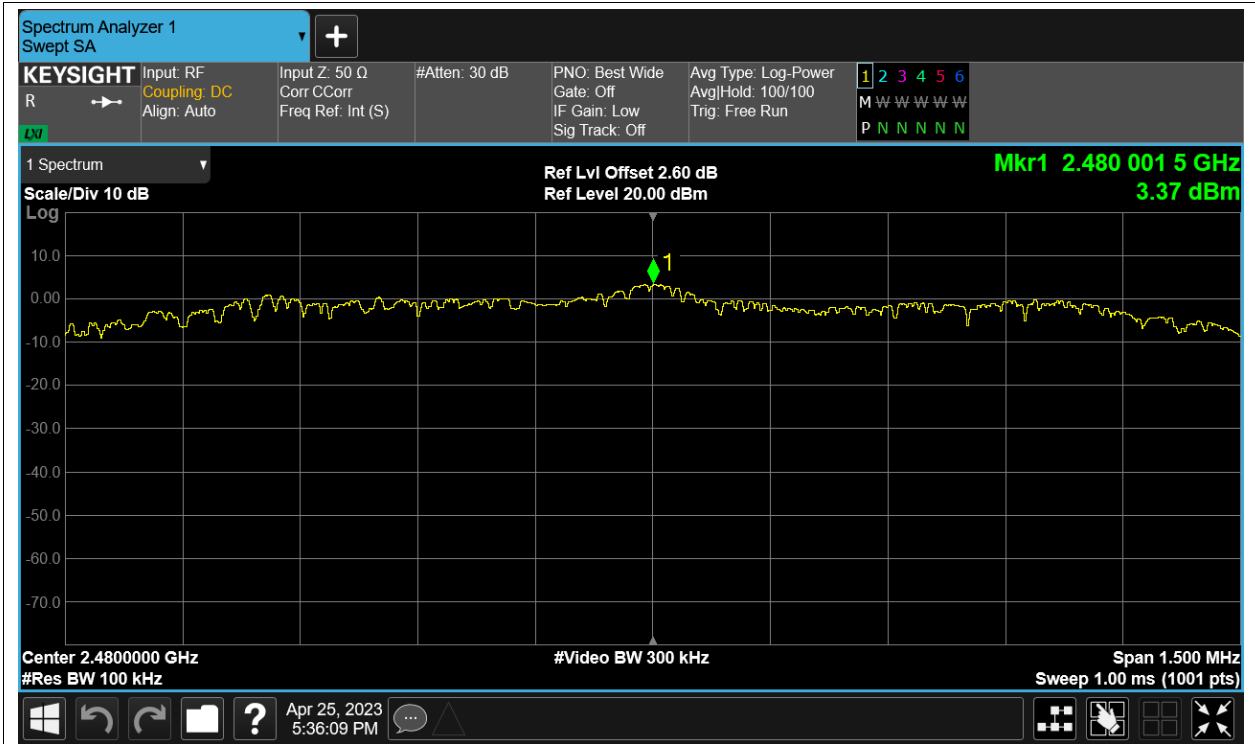 Spectrum Analyzer 1
Swept SA
KEYSIGHT
R
LXI
Input: RF
Coupling: DC
Align: Auto
Input Z: 50 Ω
Corr CCorr
Freq Ref: Int (S)
#Atten: 30 dB
PNO: Best Wide
Gate: Off
IF Gain: Low
Sig Track: Off
Avg Type: Log-Power
Avg|Hold: 100/100
Trig: Free Run
1 2 3 4 5 6
M W W W W W
P N N N N N
1 Spectrum
Scale/Div 10 dB
Ref Lvl Offset 2.60 dB
Ref Level 20.00 dBm
Mkr1 2.480 001 5 GHz
3.37 dBm
Log
1
10.0
0.00
-10.0
-20.0
-30.0
-40.0
-50.0
-60.0
-70.0
Center 2.4800000 GHz
#Video BW 300 kHz
Span 1.500 MHz
#Res BW 100 kHz
Sweep 1.00 ms (1001 pts)
?
Apr 25, 2023
5:36:09 PM